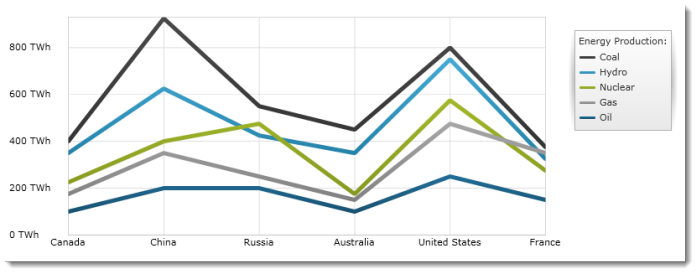 800 TWh
600 TWh
400 TWh
200 TWh
0 TWh
Canada China Russia Australia United States France
Energy Production:
Coal
Hydro
Nuclear
Gas
Oil